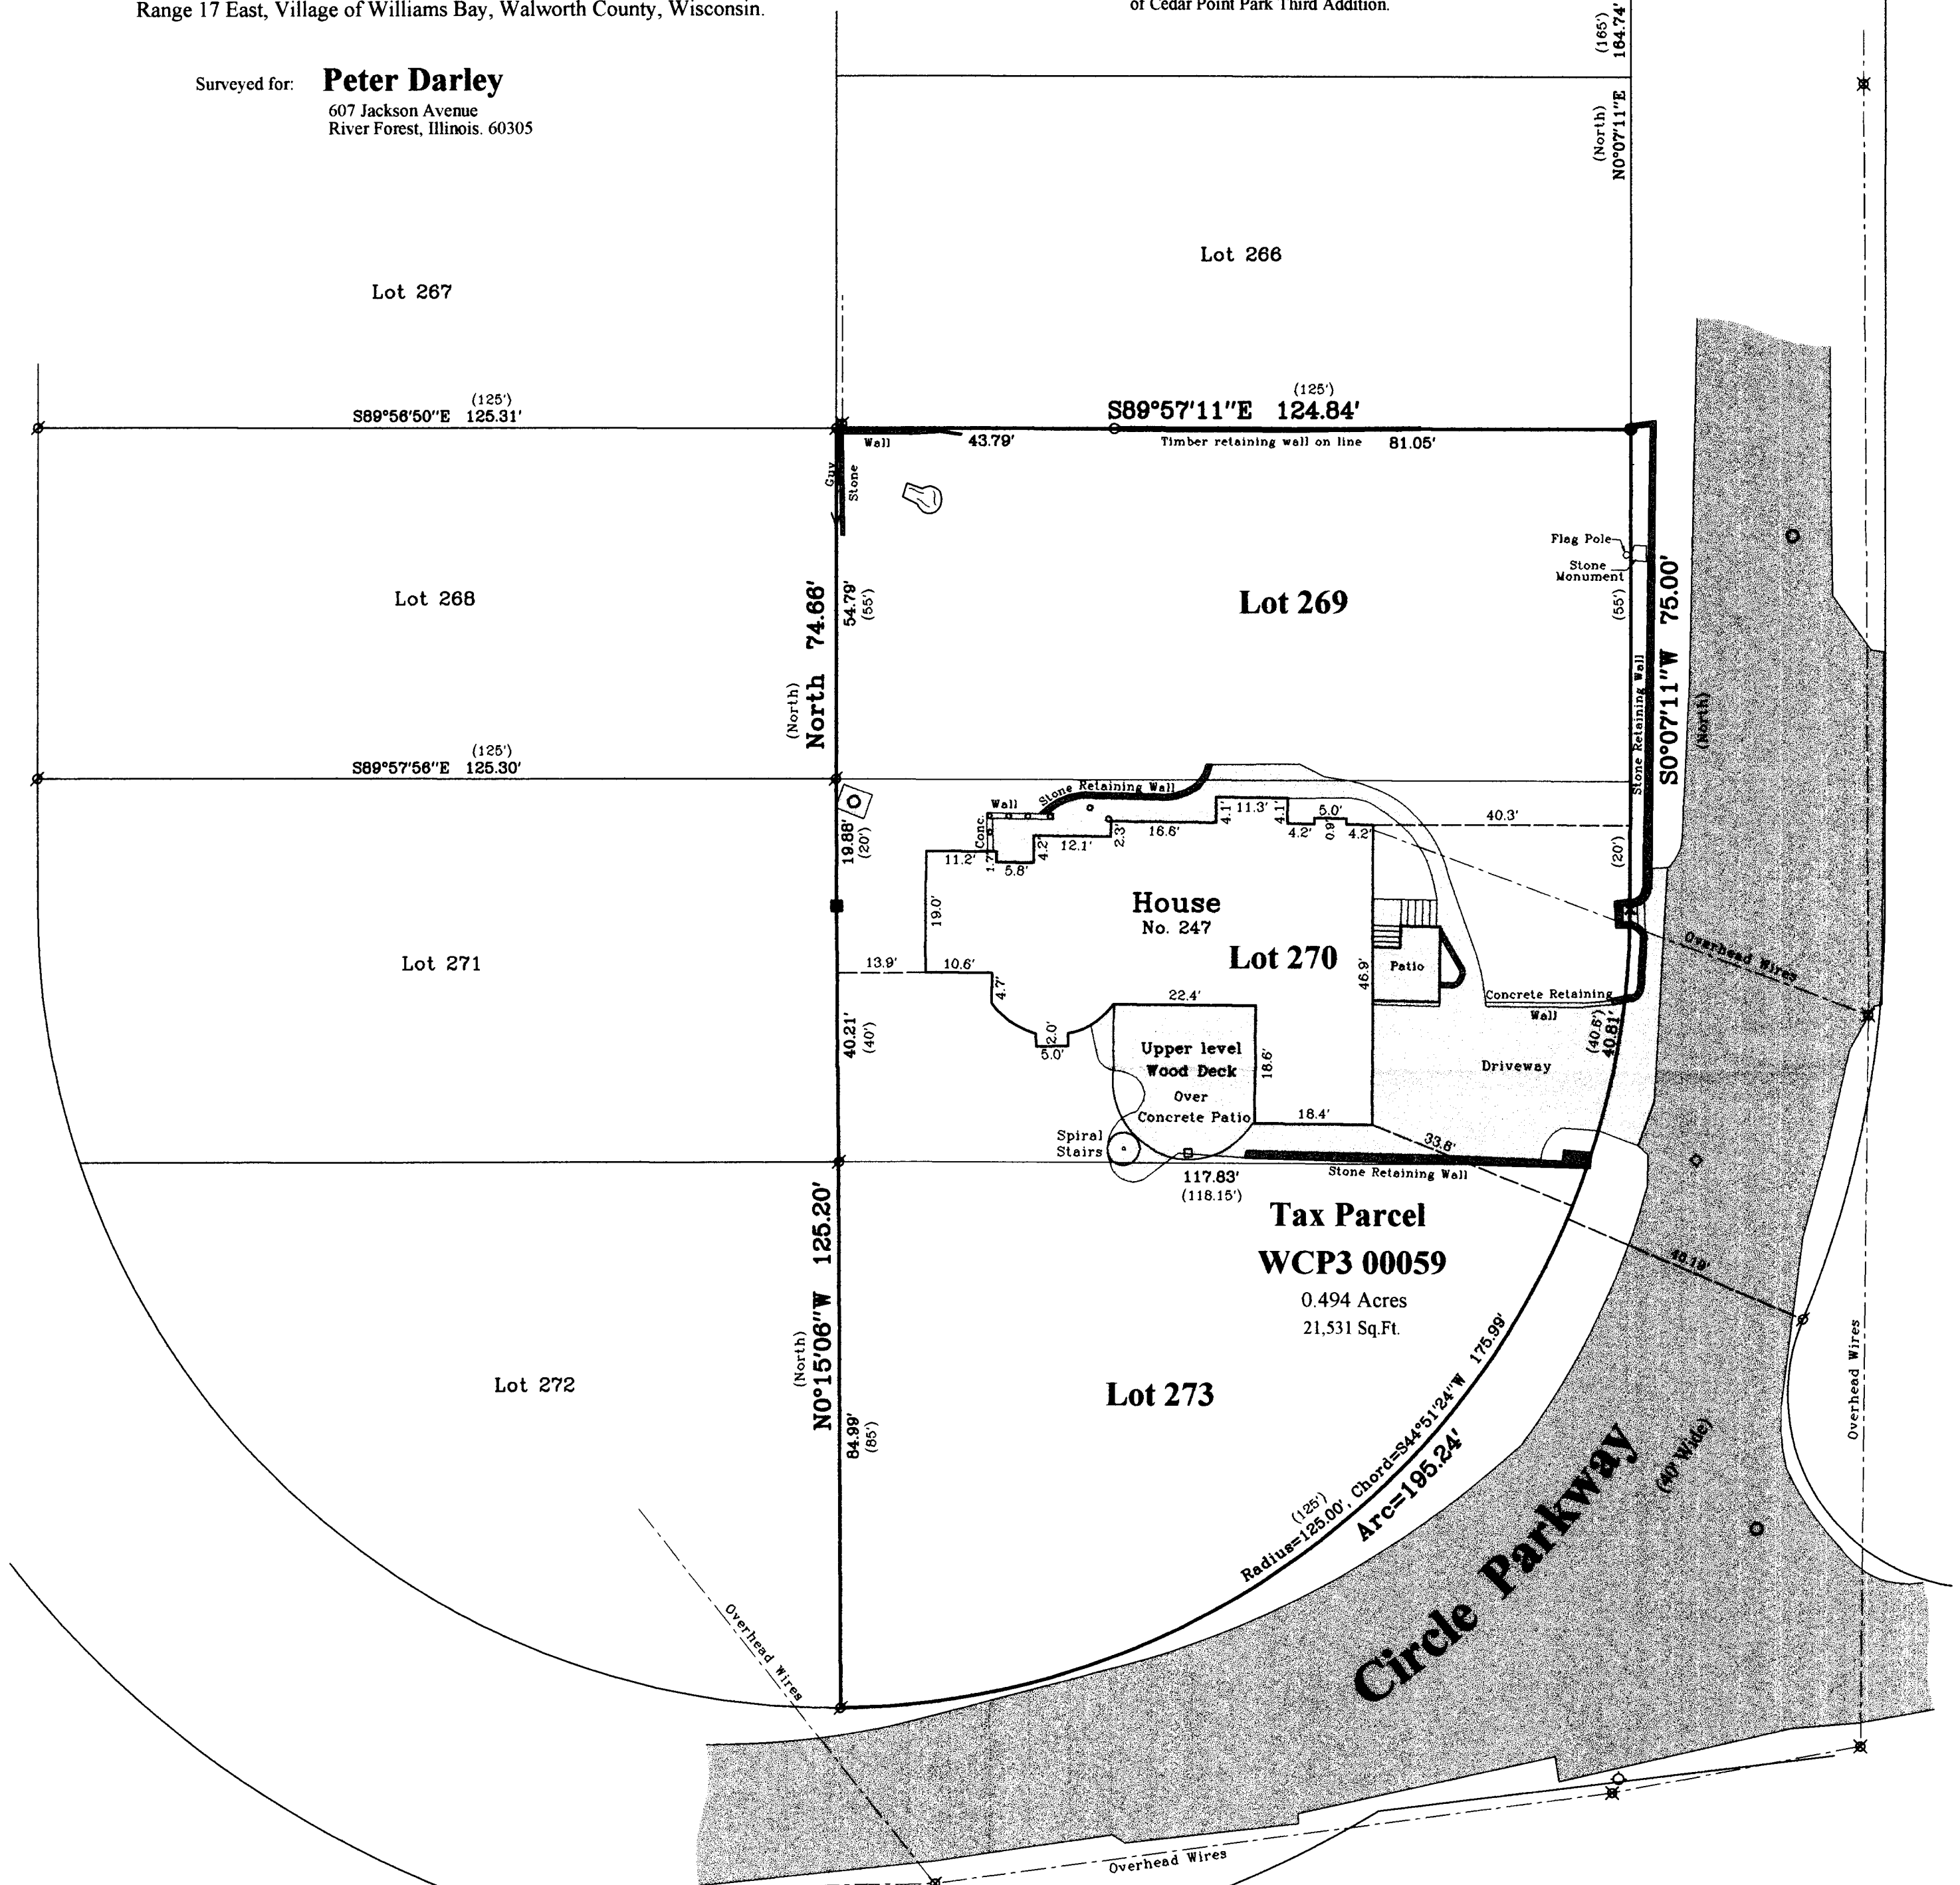 Range 17 East, Village of Williams Bay, Walworth County, Wisconsin.
of Cedar Point Park Third Addition.
Surveyed for: Peter Darley
607 Jackson Avenue
River Forest, Illinois. 60305
(165')
164.74'
(North)
N0°07'11"E
Lot 266
Lot 267
(125')
S89°56'50"E 125.31'
(125')
S89°57'11"E 124.84'
Wall
43.79'
Timber retaining wall on line
81.05'
Guy
Stone
Flag Pole
Stone
Monument
Lot 268
Lot 269
(North)
North 74.66'
54.79'
(55')
(55')
Stone Retaining Wall
S0°07'11"W 75.00'
(North)
(125')
S89°57'56"E 125.30'
19.88'
(20')
Wall
Conc.
Stone Retaining Wall
11.2'
1.7'
5.8'
4.2'
12.1'
2.3'
16.6'
4.1'
11.3'
4.1'
4.2'
5.0'
0.9'
4.2'
40.3'
(20')
19.0'
House
No. 247
Lot 270
Lot 271
13.9'
10.6'
4.7'
2.0'
5.0'
22.4'
46.9'
Patio
Overhead Wires
Concrete Retaining
Wall
40.21'
(40')
(40.6')
40.81'
Upper level
Wood Deck
Over
Concrete Patio
18.6'
18.4'
Driveway
Spiral
Stairs
33.8'
Stone Retaining Wall
117.83'
(118.15')
Tax Parcel
WCP3 00059
0.494 Acres
21,531 Sq.Ft.
(North)
N0°15'06"W 125.20'
84.99'
(85')
Lot 272
Lot 273
(125')
Radius=125.00', Chord=S44°51'24"W 175.99'
Arc=195.24'
Circle Parkway
(40' Wide)
Overhead Wires
Overhead Wires
Overhead Wires